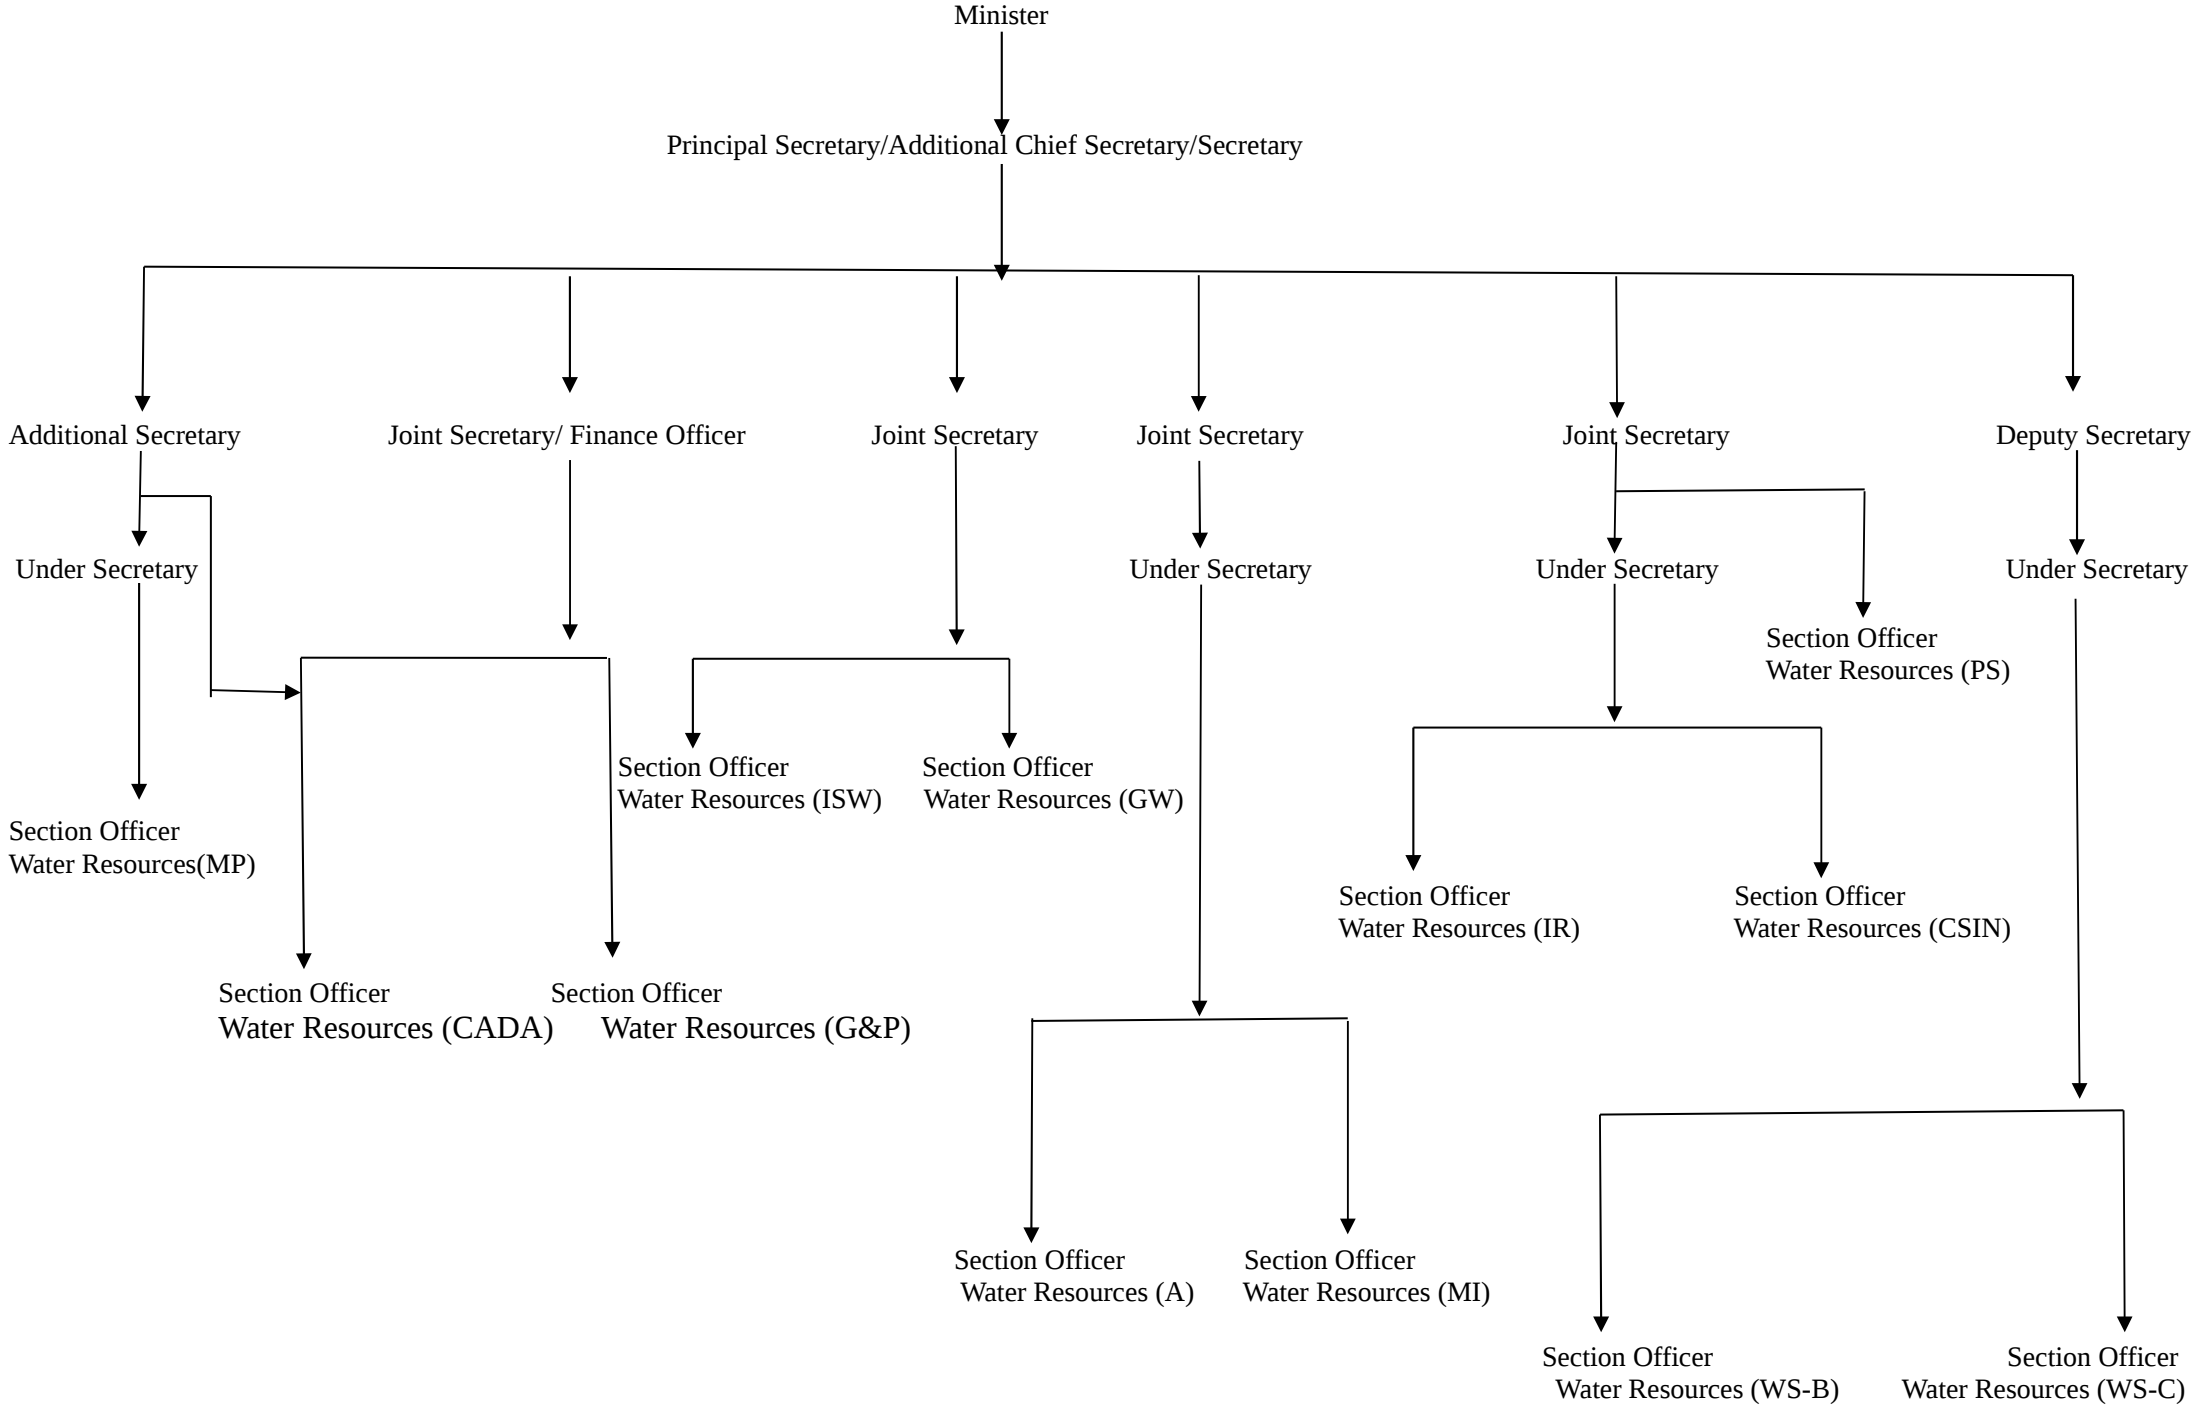 Minister
Principal Secretary/Additional Chief Secretary/Secretary
Additional Secretary
Joint Secretary/ Finance Officer
Joint Secretary
Joint Secretary
Joint Secretary
Deputy Secretary
Under Secretary
Under Secretary
Under Secretary
Under Secretary
Section Officer
Water Resources (PS)
Section Officer
Water Resources (ISW)
Section Officer
Water Resources (GW)
Section Officer
Water Resources(MP)
Section Officer
Water Resources (IR)
Section Officer
Water Resources (CSIN)
Section Officer
Water Resources (CADA)
Section Officer
Water Resources (G&P)
Section Officer
Water Resources (A)
Section Officer
Water Resources (MI)
Section Officer
Water Resources (WS-B)
Section Officer
Water Resources (WS-C)